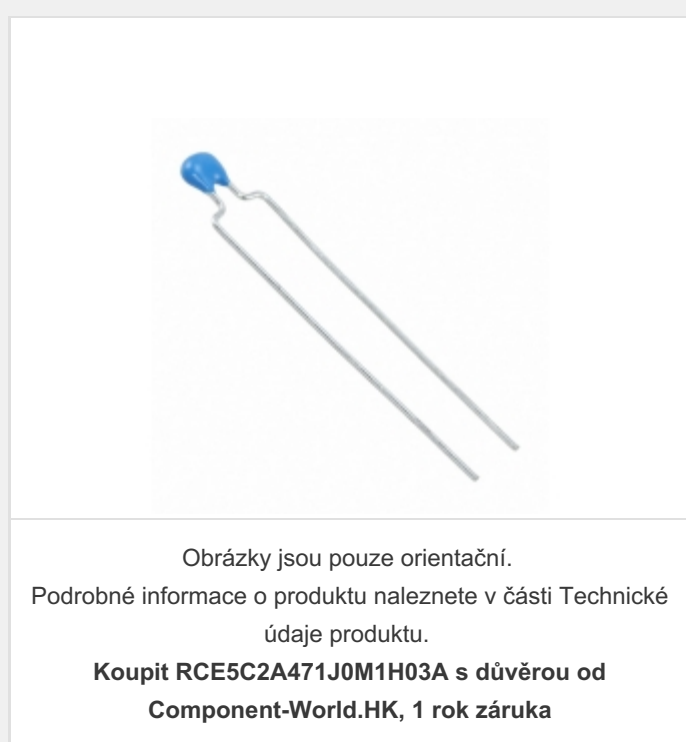 Obrázky jsou pouze orientační.
Podrobné informace o produktu naleznete v části Technické
údaje produktu.
Koupit RCE5C2A471J0M1H03A s důvěrou od
Component-World.HK, 1 rok záruka